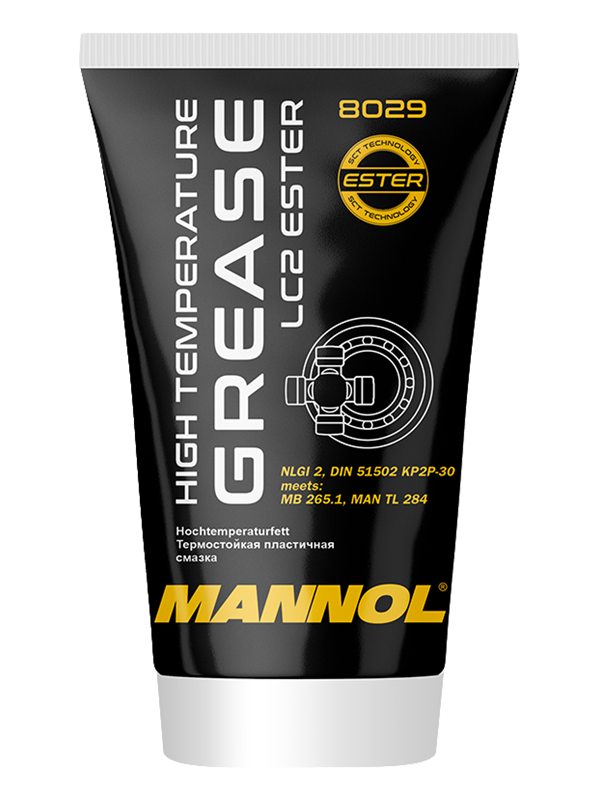 HIGH TEMPERATURE
GREASE
LC2 ESTER
8029
SCT TECHNOLOGY
ESTER
SCT TECHNOLOGY
NLGI 2, DIN 51502 KP2P-30
meets:
MB 265.1, MAN TL 284
Hochtemperaturfett
Термостойкая пластичная
смазка
MANNOL®